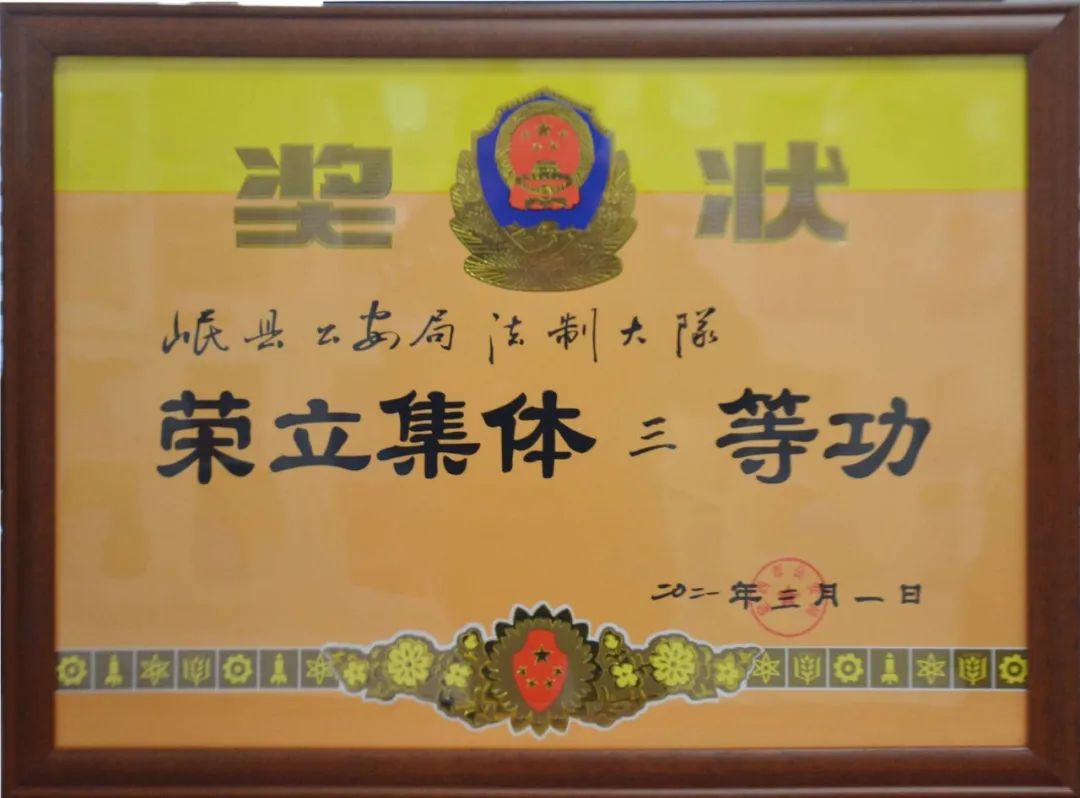 奖状
岷县公安局法制大隊
荣立集体三等功
二〇二一年三月一日